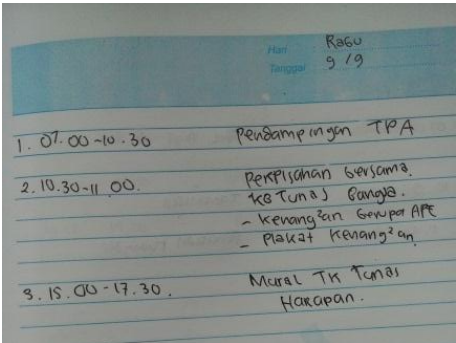 Hari Rabu
Tanggal 9/9
1. 07.00-10.30 Pendampingan TPA
2. 10.30-11.00. Perpisahan bersama.
KB Tunas Bangsa.
- Kenang²an berupa APE
- Plakat Kenang²an
3. 15.00-17.30. Mural TK Tunas
Harapan.